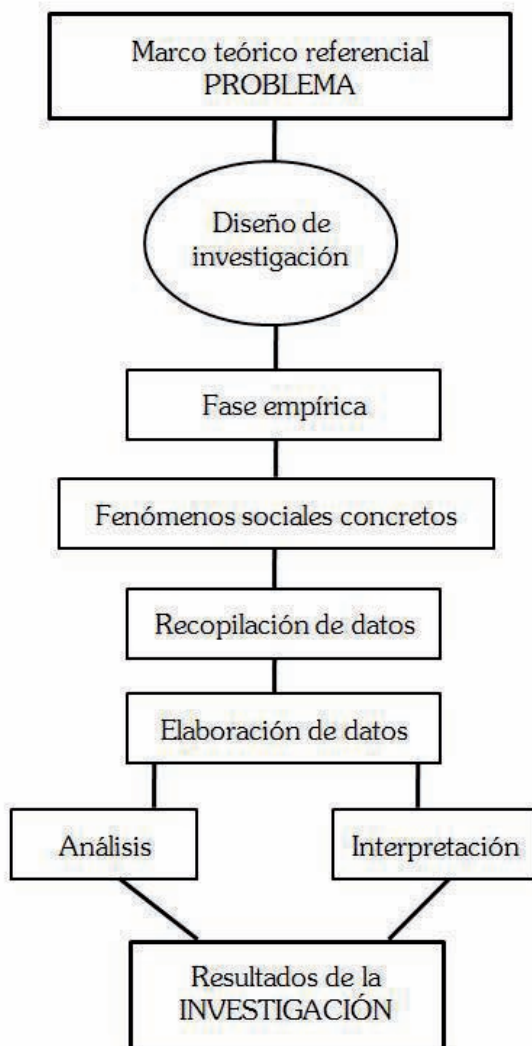 Marco teórico referencial
PROBLEMA
Diseño de
investigación
Fase empírica
Fenómenos sociales concretos
Recopilación de datos
Elaboración de datos
Análisis
Interpretación
Resultados de la
INVESTIGACIÓN